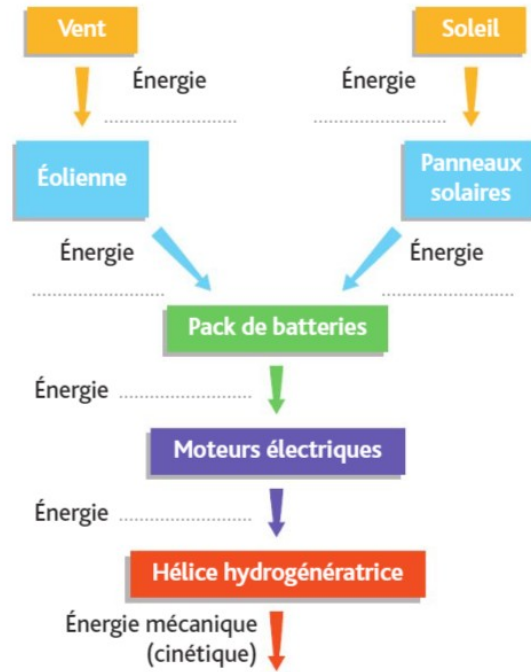 Vent
Soleil
Énergie
Énergie
Éolienne
Panneaux
solaires
Énergie
Énergie
Pack de batteries
Énergie
Moteurs électriques
Énergie
Hélice hydrogénératrice
Énergie mécanique
(cinétique)